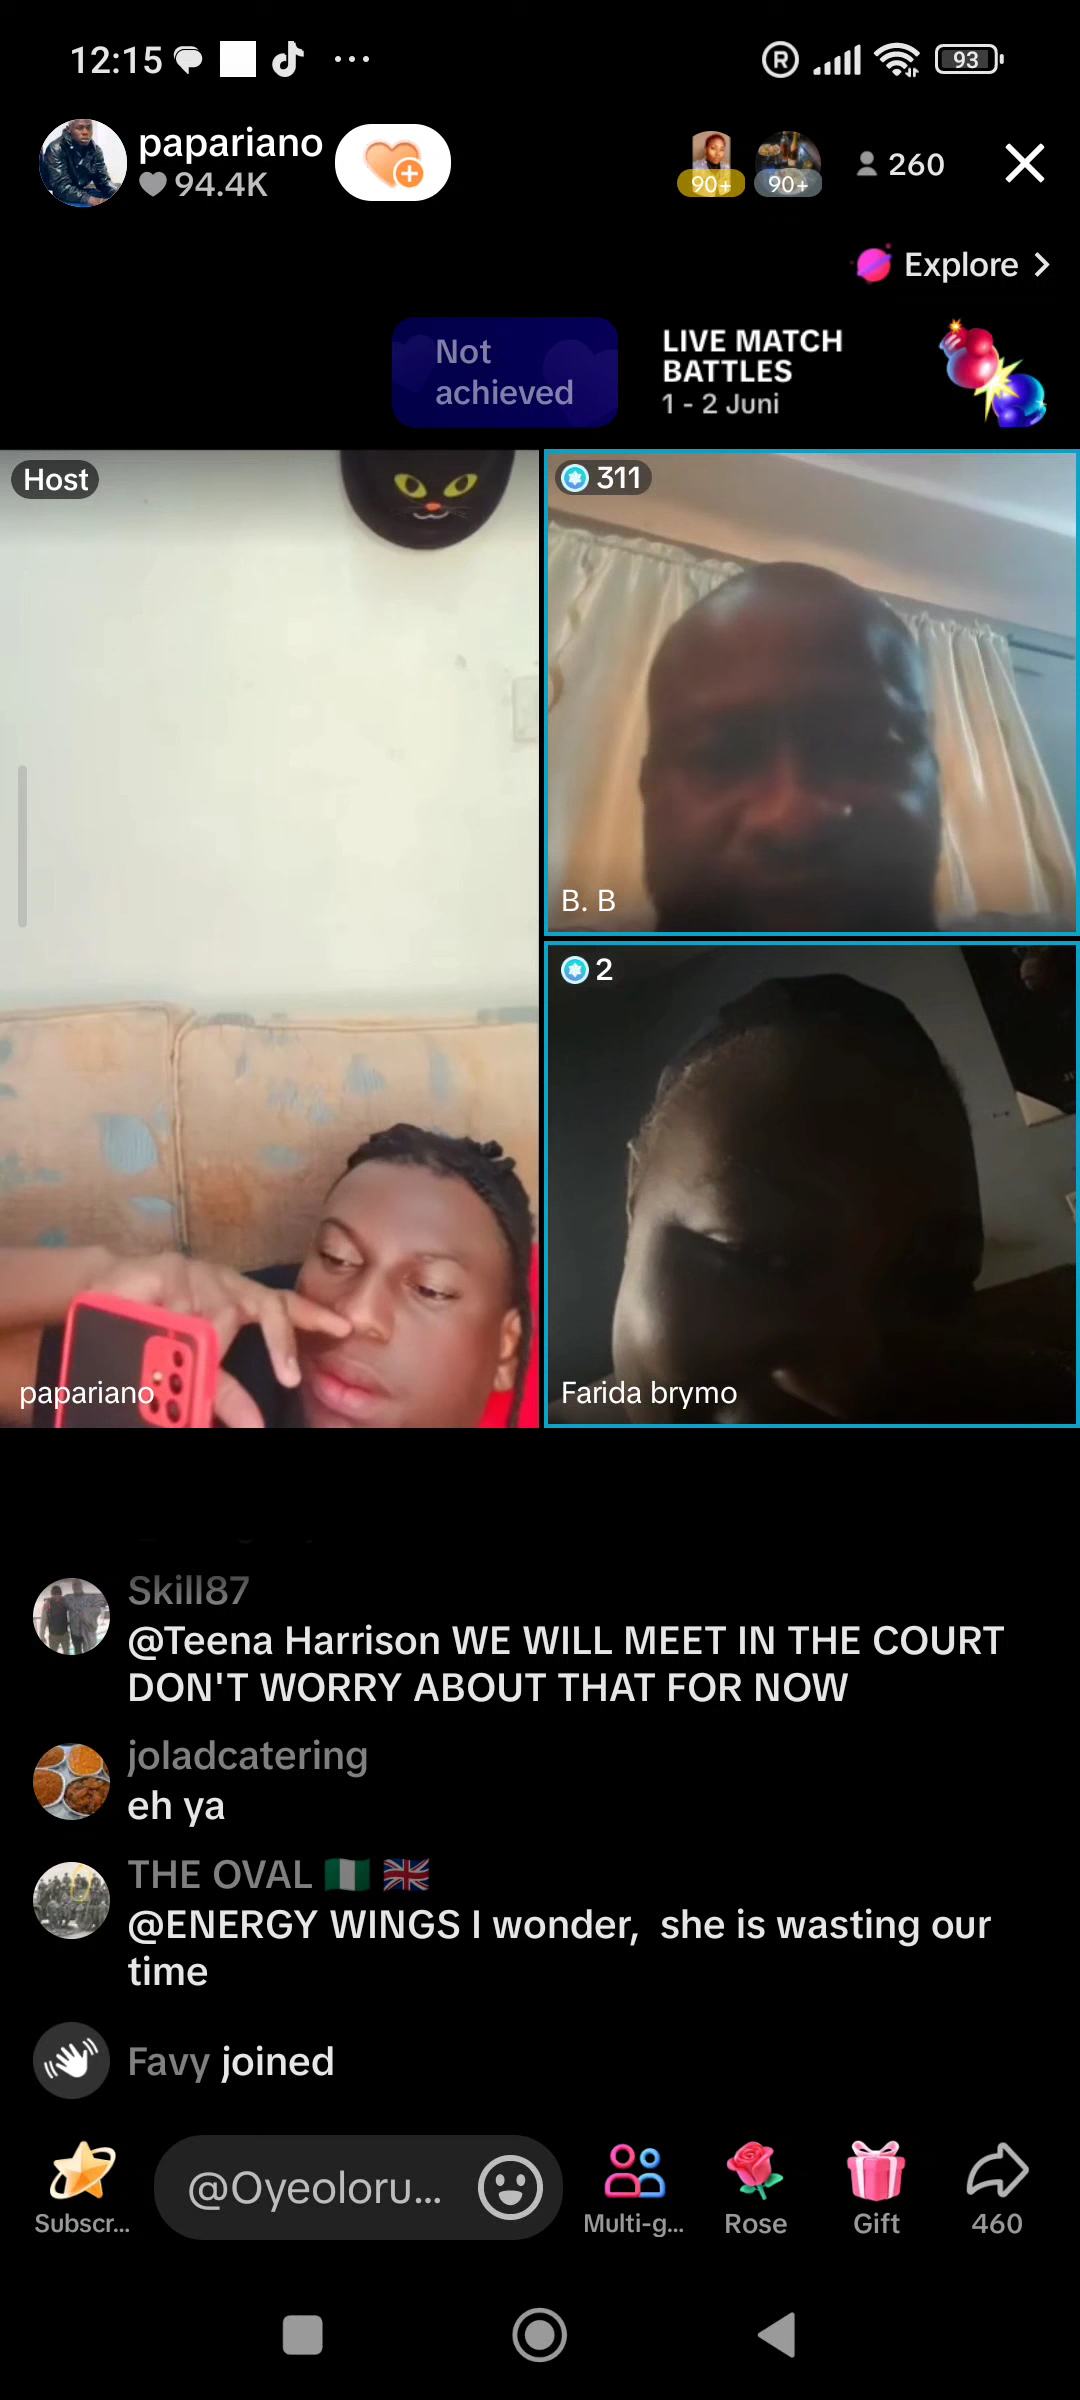 12:15
93
papariano
94.4K
90+
90+
260
Explore
Not
achieved
LIVE MATCH
BATTLES
1 - 2 Juni
Host
311
B. B
2
papariano
Farida brymo
Skill87
@Teena Harrison WE WILL MEET IN THE COURT
DON'T WORRY ABOUT THAT FOR NOW
joladcatering
eh ya
THE OVAL 🇳🇬 🇬🇧
@ENERGY WINGS I wonder, she is wasting our
time
Favy joined
@Oyeoloru...
Subscr...
Multi-g...
Rose
Gift
460